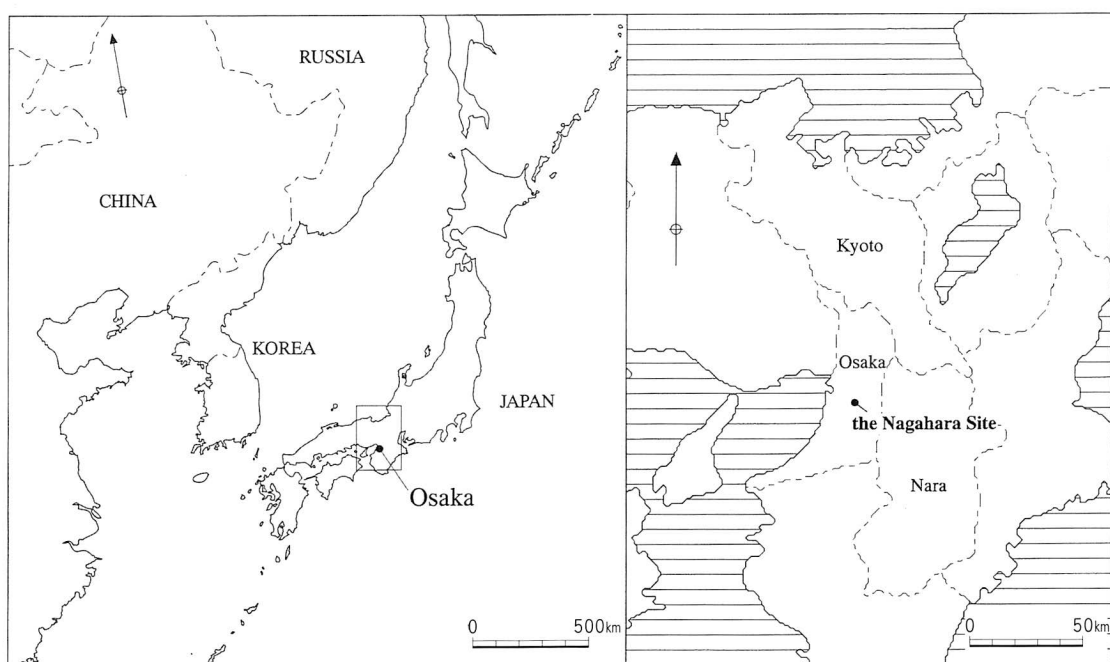 RUSSIA
CHINA
KOREA
JAPAN
Osaka
0 500km
Kyoto
Osaka
the Nagahara Site
Nara
0 50km